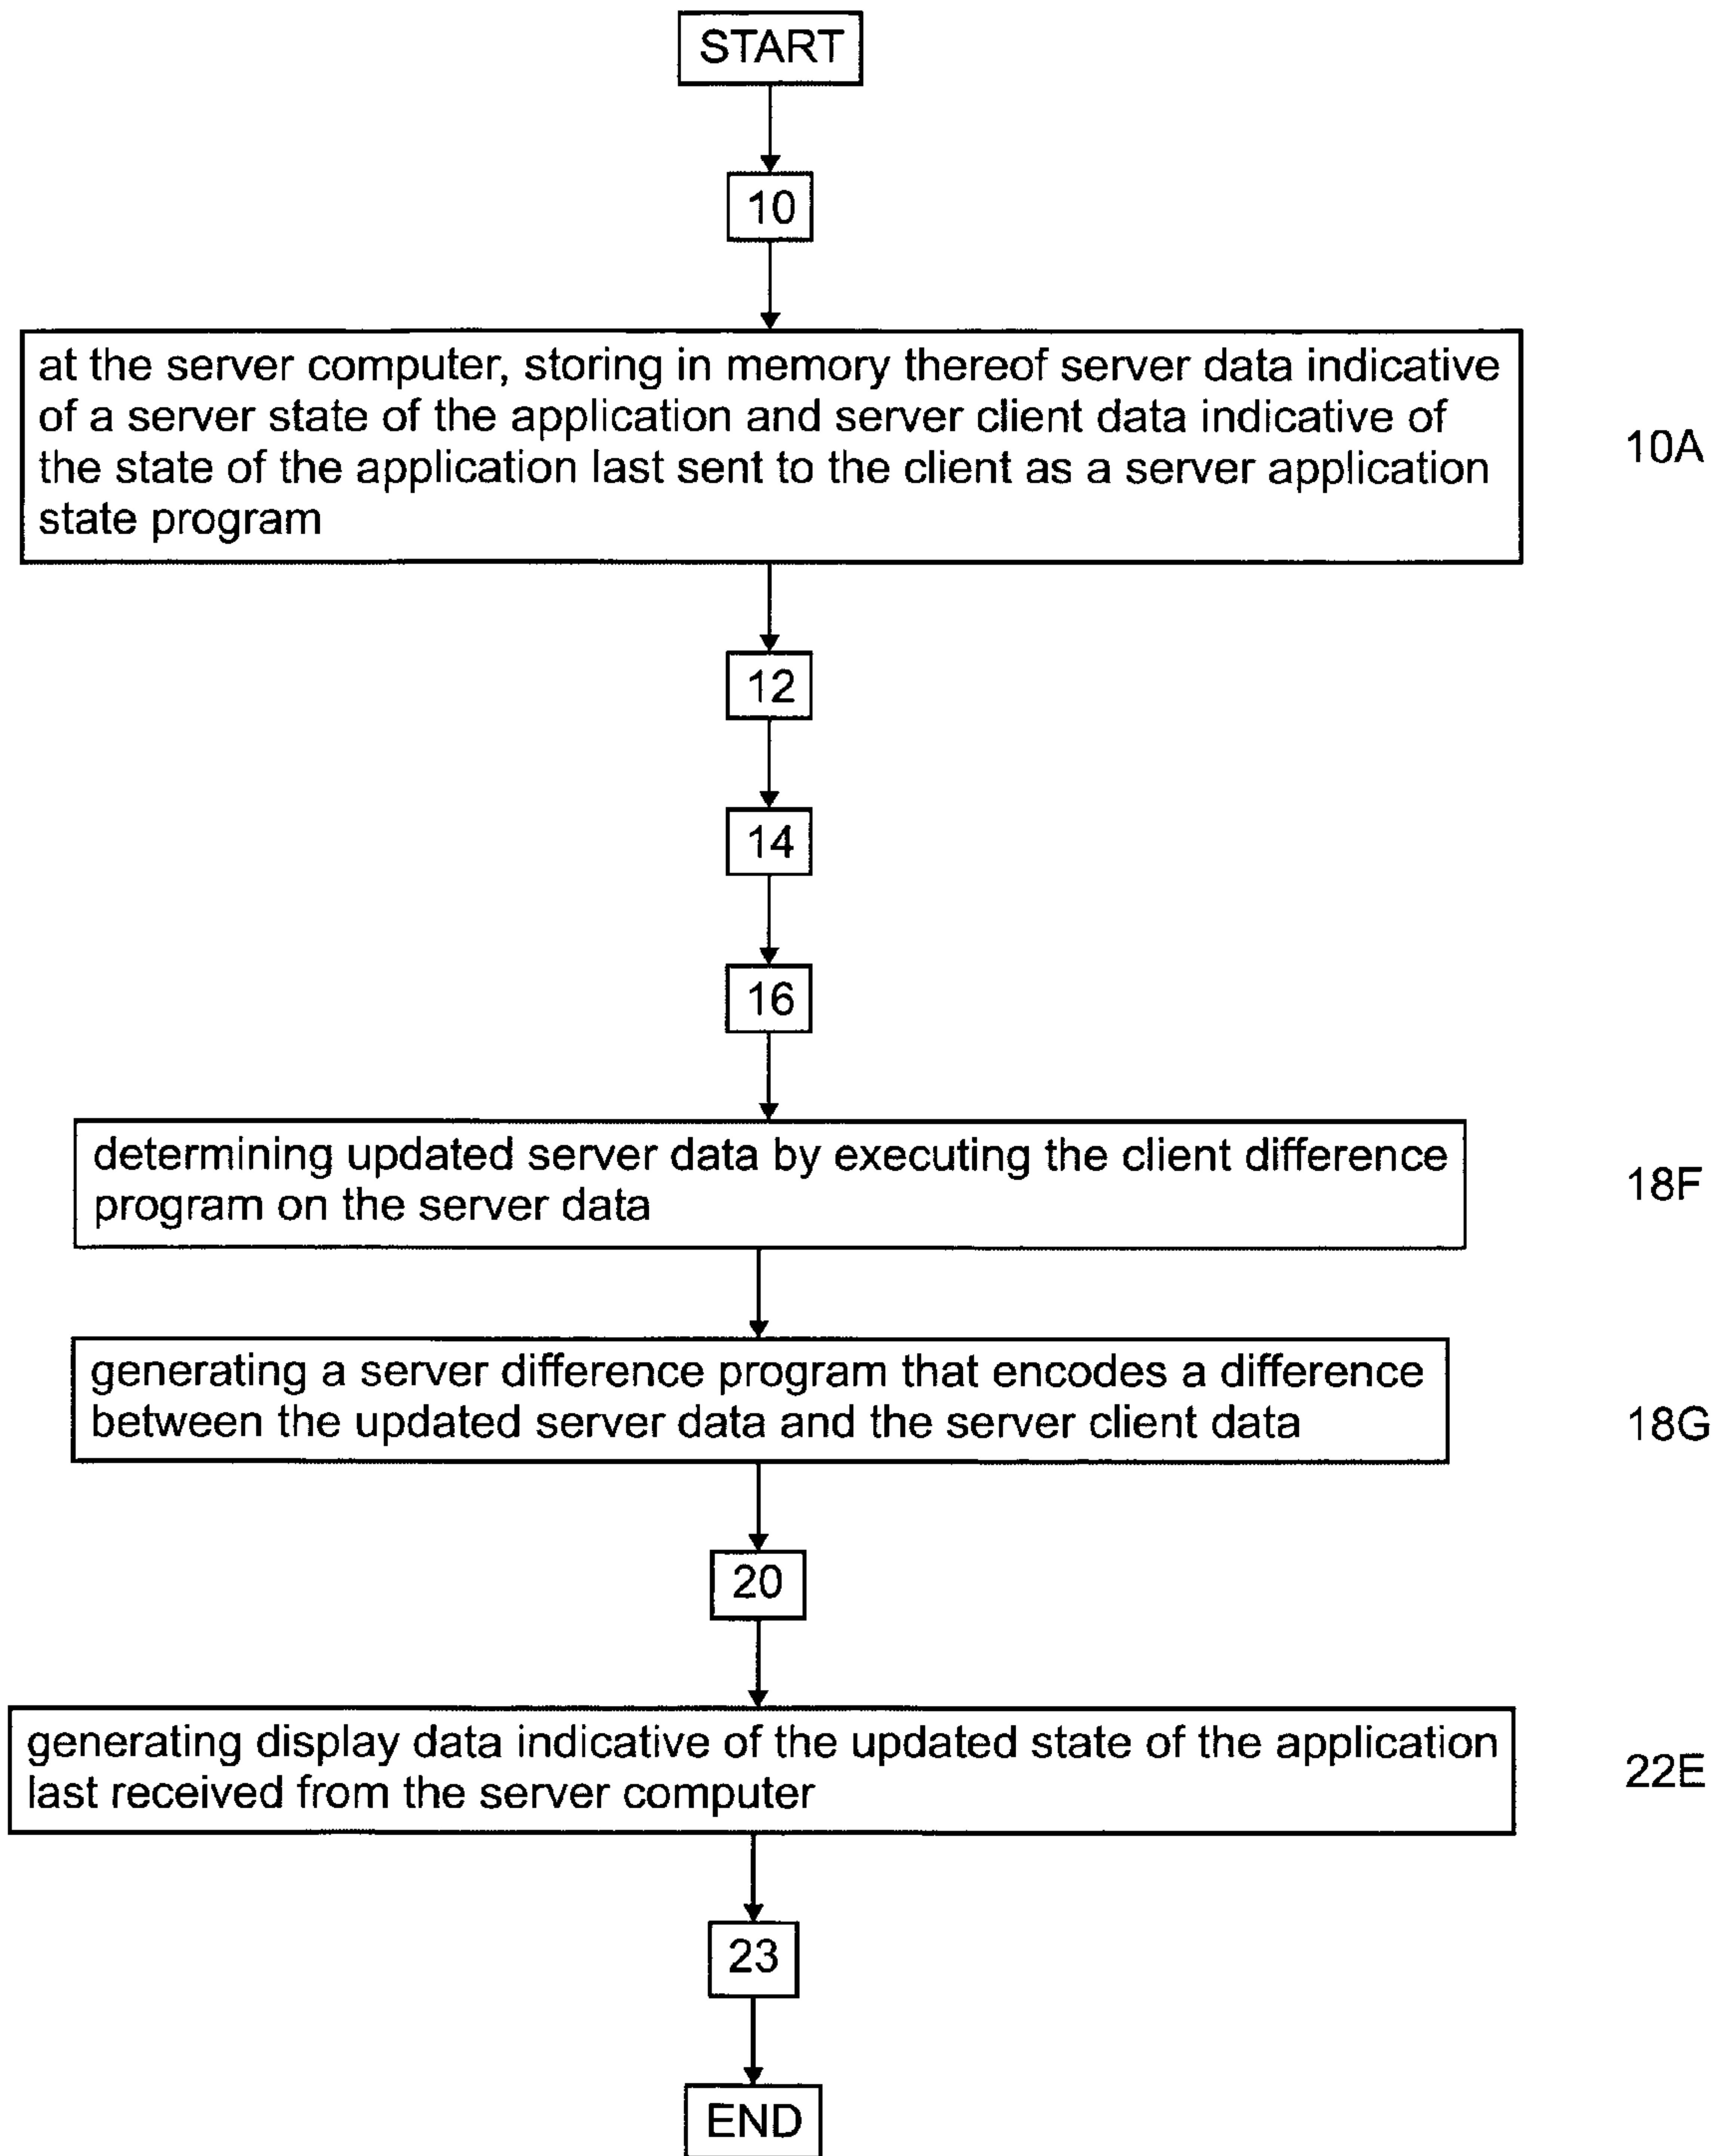 START
10
at the server computer, storing in memory thereof server data indicative
of a server state of the application and server client data indicative of
the state of the application last sent to the client as a server application
state program
10A
12
14
16
determining updated server data by executing the client difference
program on the server data
18F
generating a server difference program that encodes a difference
between the updated server data and the server client data
18G
20
generating display data indicative of the updated state of the application
last received from the server computer
22E
23
END